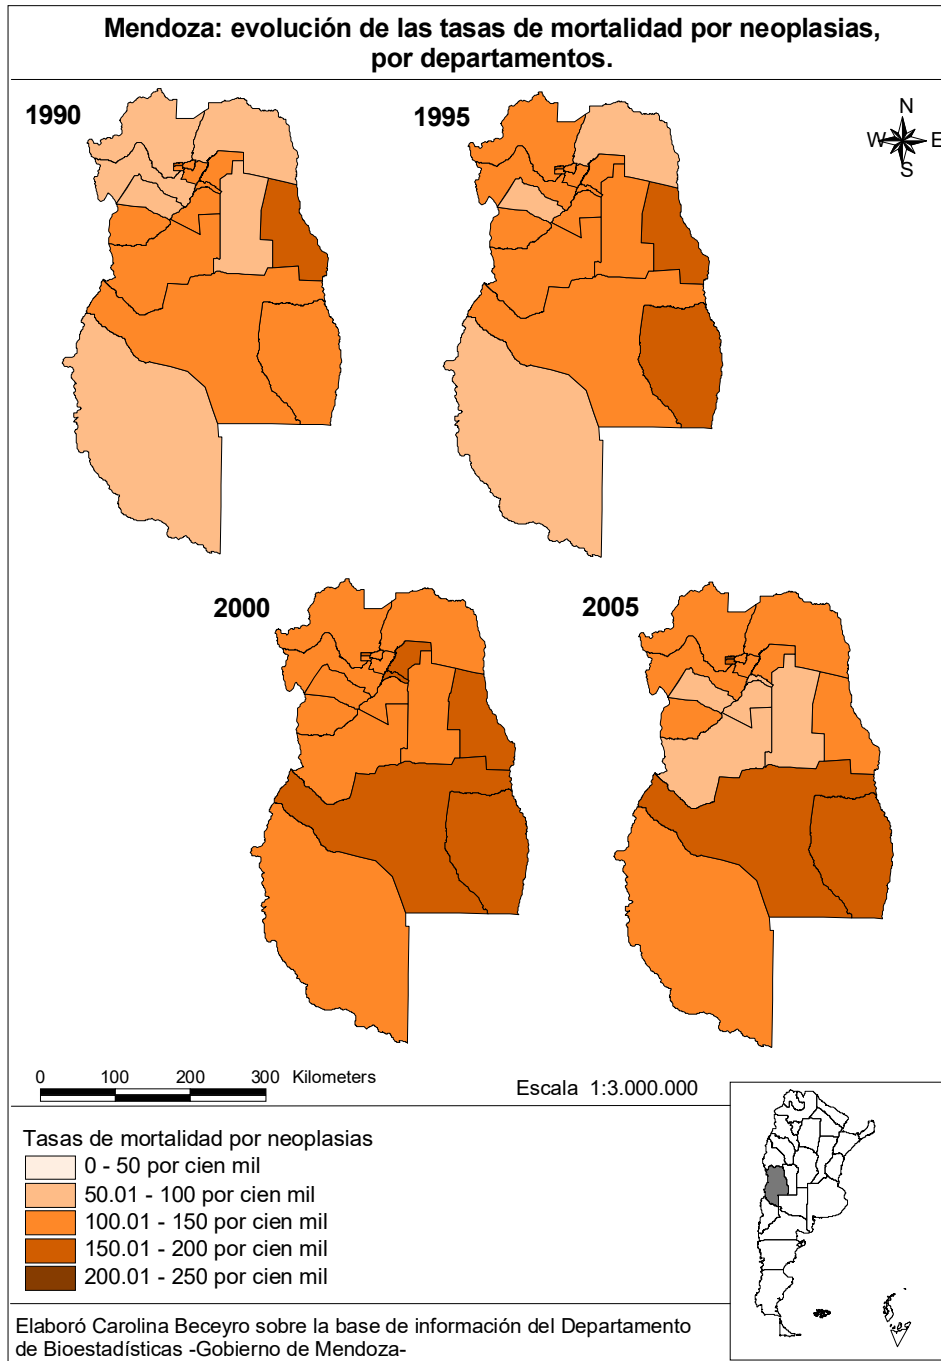 Mendoza: evolución de las tasas de mortalidad por neoplasias,
por departamentos.
1990
1995
N
W
E
S
2000
2005
0 100 200 300 Kilometers
Escala 1:3.000.000
Tasas de mortalidad por neoplasias
0 - 50 por cien mil
50.01 - 100 por cien mil
100.01 - 150 por cien mil
150.01 - 200 por cien mil
200.01 - 250 por cien mil
Elaboró Carolina Beceyro sobre la base de información del Departamento
de Bioestadísticas -Gobierno de Mendoza-